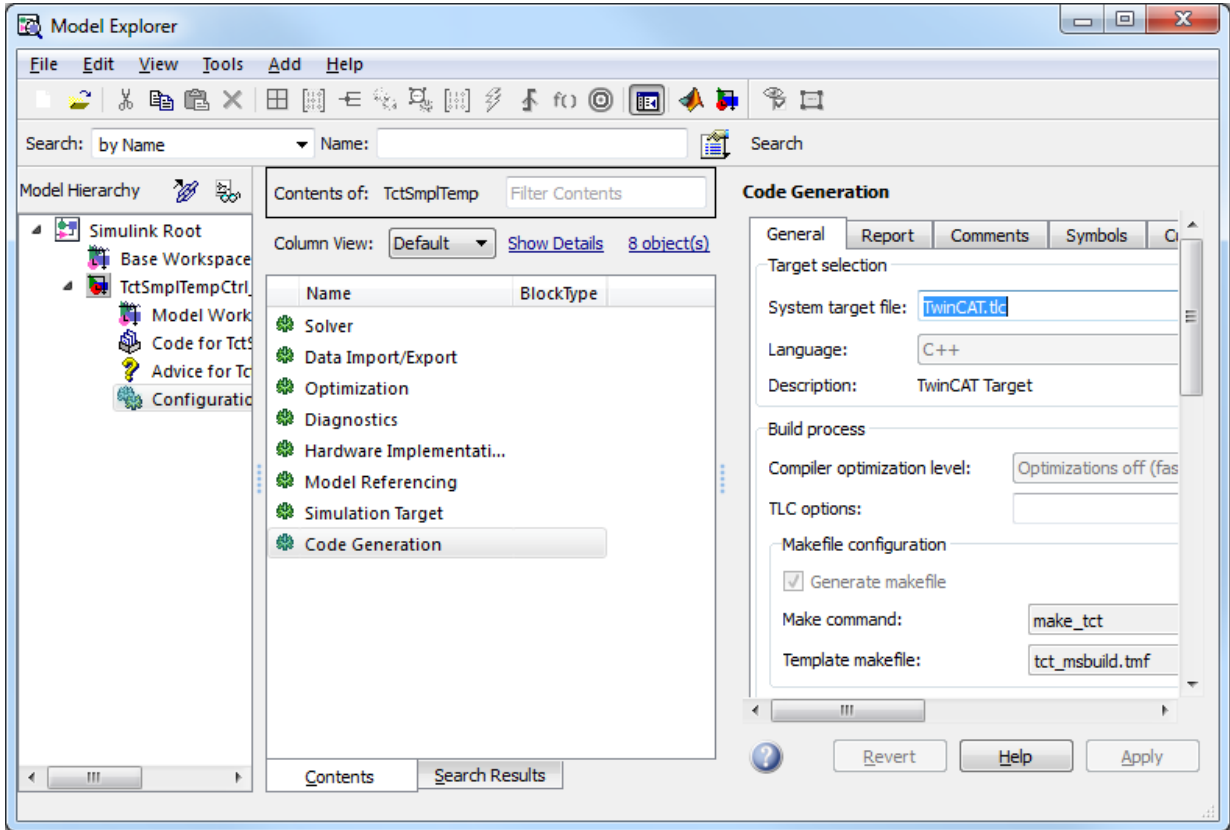 Model Explorer
File Edit View Tools Add Help
Search: by Name Name: Search
Model Hierarchy
Simulink Root
Base Workspace
TctSmplTempCtrl_
Model Work
Code for TctS
Advice for Tc
Configuratio
Contents of: TctSmplTemp Filter Contents
Column View: Default Show Details 8 object(s)
Name BlockType
Solver
Data Import/Export
Optimization
Diagnostics
Hardware Implementati...
Model Referencing
Simulation Target
Code Generation
Contents Search Results
Code Generation
General Report Comments Symbols
Target selection
System target file: TwinCAT.tlc
Language: C++
Description: TwinCAT Target
Build process
Compiler optimization level: Optimizations off (fas
TLC options:
Makefile configuration
Generate makefile
Make command: make_tct
Template makefile: tct_msbuild.tmf
Revert Help Apply